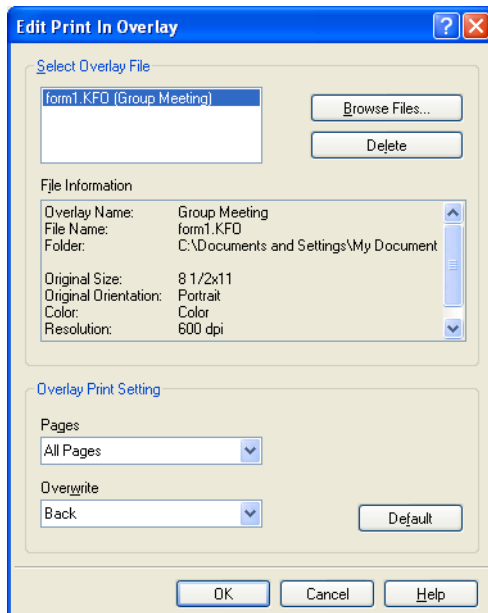 Edit Print In Overlay
Select Overlay File
form1.KFO (Group Meeting)
Browse Files...
Delete
File Information
Overlay Name: Group Meeting
File Name: form1.KFO
Folder: C:\Documents and Settings\My Document
Original Size: 8 1/2x11
Original Orientation: Portrait
Color: Color
Resolution: 600 dpi
Overlay Print Setting
Pages
All Pages
Overwrite
Back
Default
OK Cancel Help